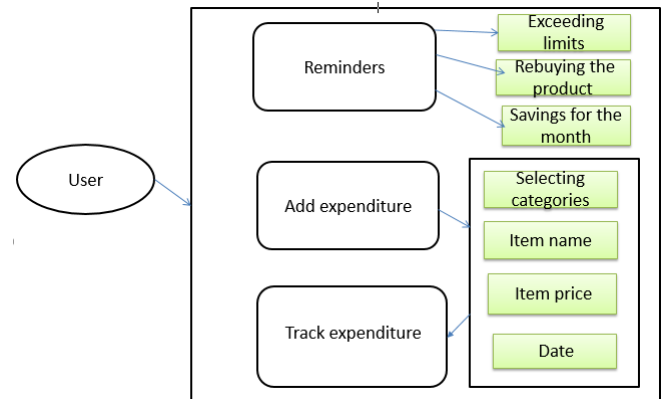 Exceeding
limits
Reminders
Rebuying the
product
Savings for the
month
User
Add expenditure
Selecting
categories
Item name
Item price
Track expenditure
Date